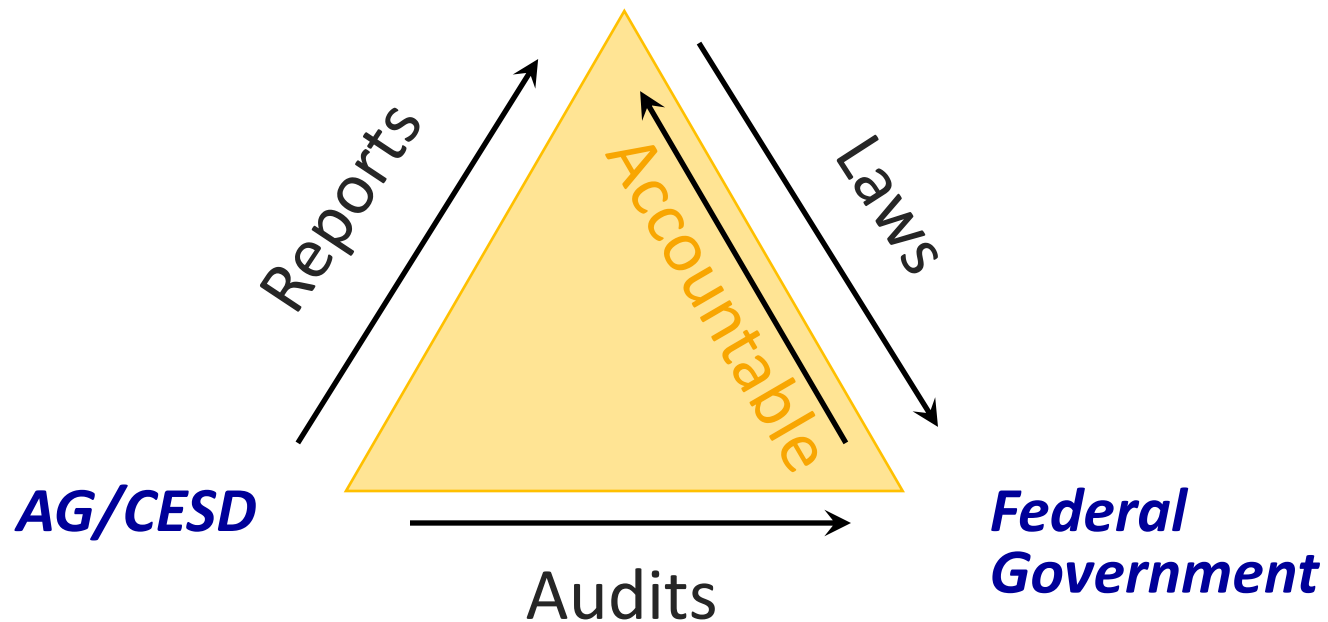 Reports
Laws
Accountable
AG/CESD
Federal
Government
Audits